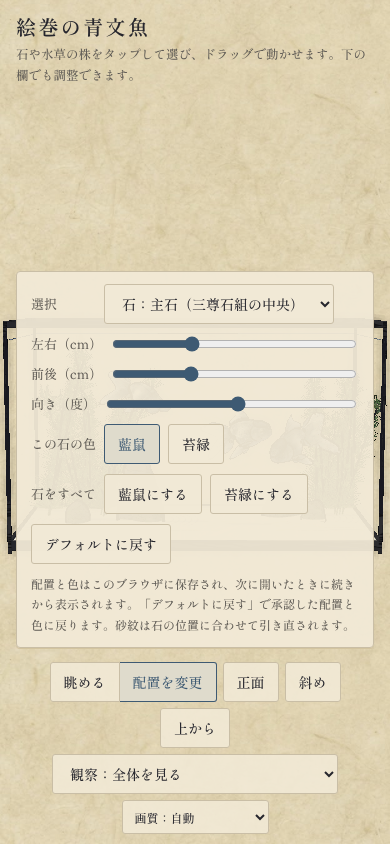 絵巻の青文魚
石や水草の株をタップして選び、ドラッグで動かせます。下の
欄でも調整できます。
選択
石：主石（三尊石組の中央）
左右（cm）
前後（cm）
向き（度）
この石の色
藍鼠
苔緑
石をすべて
藍鼠にする
苔緑にする
デフォルトに戻す
配置と色はこのブラウザに保存され、次に開いたときに続き
から表示されます。「デフォルトに戻す」で承認した配置と
色に戻ります。砂紋は石の位置に合わせて引き直されます。
眺める
配置を変更
正面
斜め
上から
観察：全体を見る
画質：自動